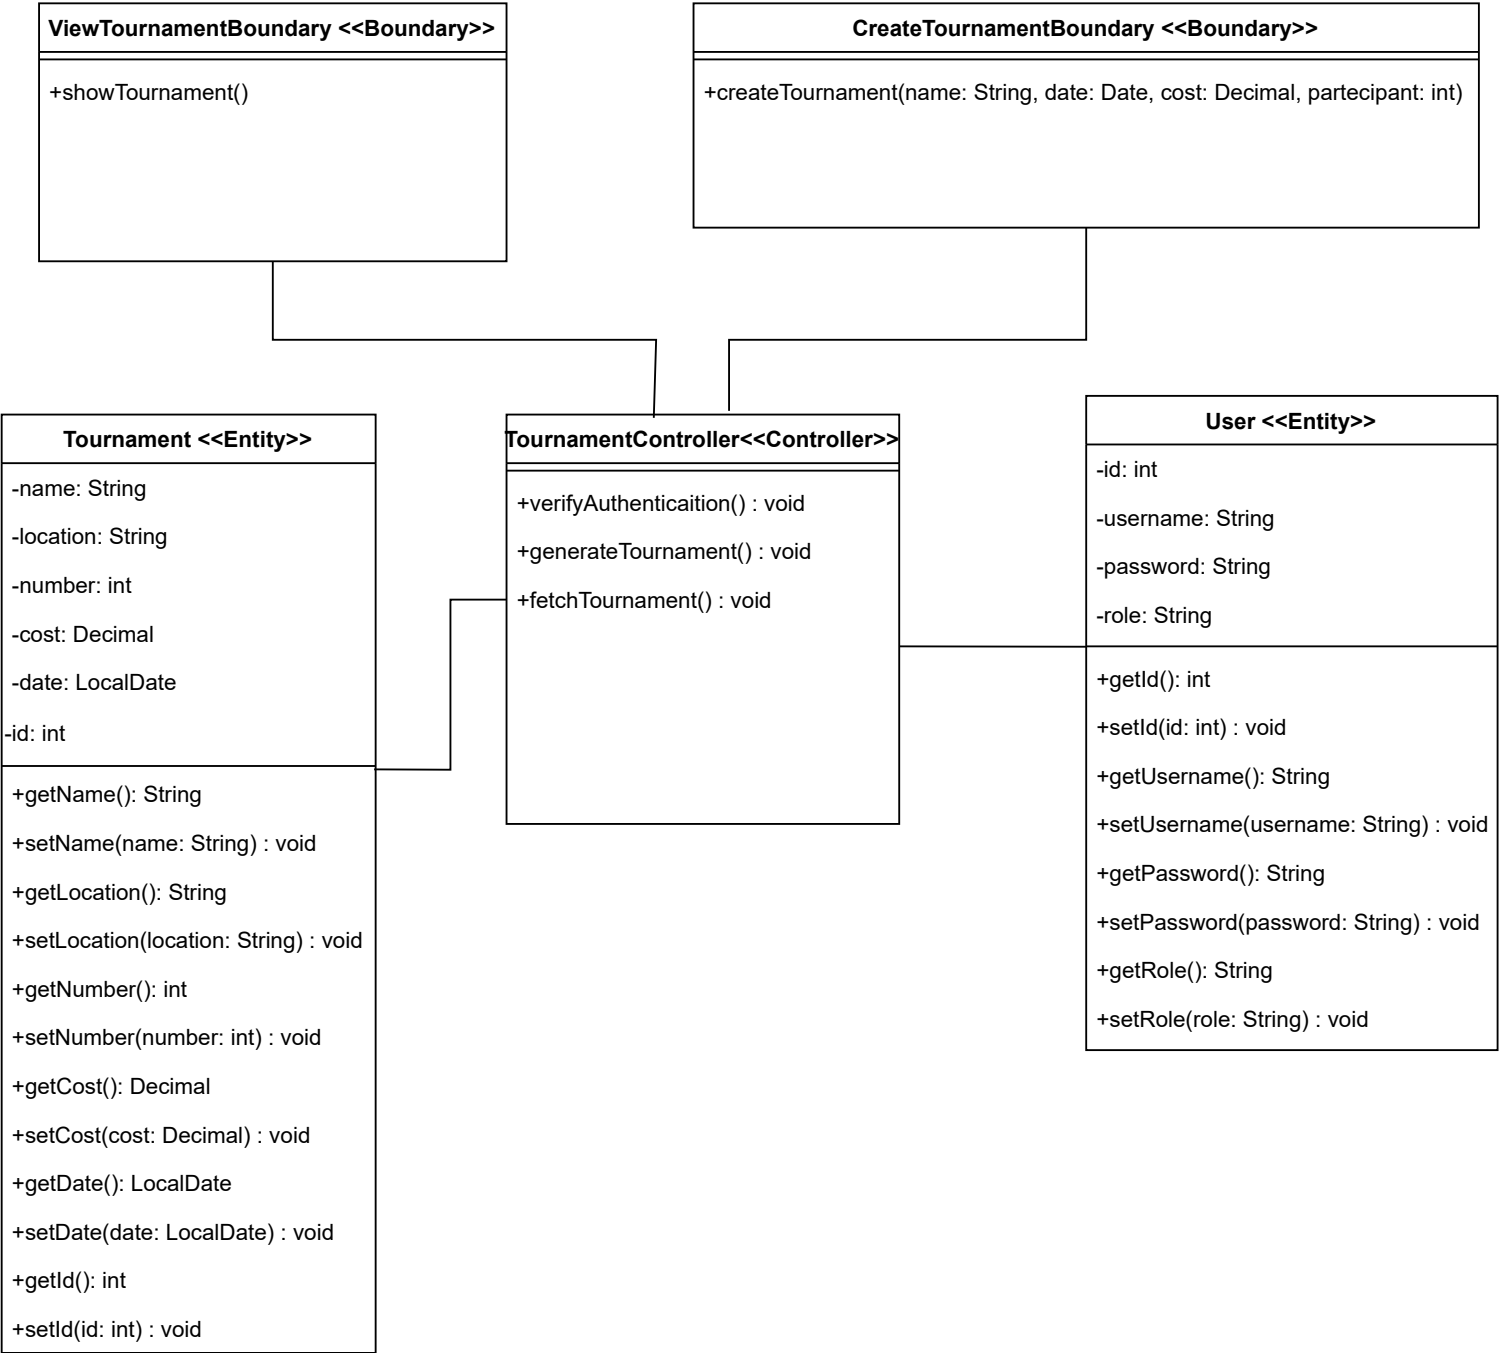 ViewTournamentBoundary <<Boundary>>
+showTournament()
CreateTournamentBoundary <<Boundary>>
+createTournament(name: String, date: Date, cost: Decimal, partecipant: int)
Tournament <<Entity>>
-name: String
-location: String
-number: int
-cost: Decimal
-date: LocalDate
-id: int
+getName(): String
+setName(name: String) : void
+getLocation(): String
+setLocation(location: String) : void
+getNumber(): int
+setNumber(number: int) : void
+getCost(): Decimal
+setCost(cost: Decimal) : void
+getDate(): LocalDate
+setDate(date: LocalDate) : void
+getId(): int
+setId(id: int) : void
TournamentController<<Controller>>
+verifyAuthenticaition() : void
+generateTournament() : void
+fetchTournament() : void
User <<Entity>>
-id: int
-username: String
-password: String
-role: String
+getId(): int
+setId(id: int) : void
+getUsername(): String
+setUsername(username: String) : void
+getPassword(): String
+setPassword(password: String) : void
+getRole(): String
+setRole(role: String) : void